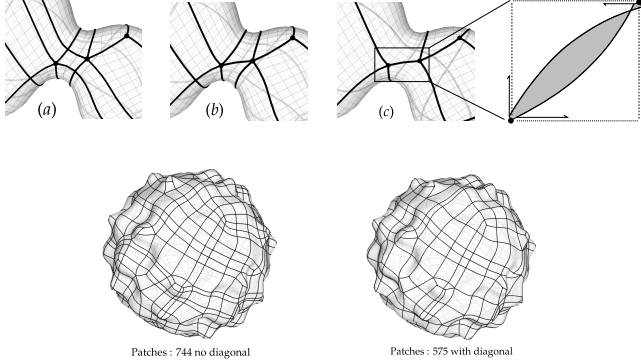 (a)
(b)
(c)
Patches : 744 no diagonal
Patches : 575 with diagonal